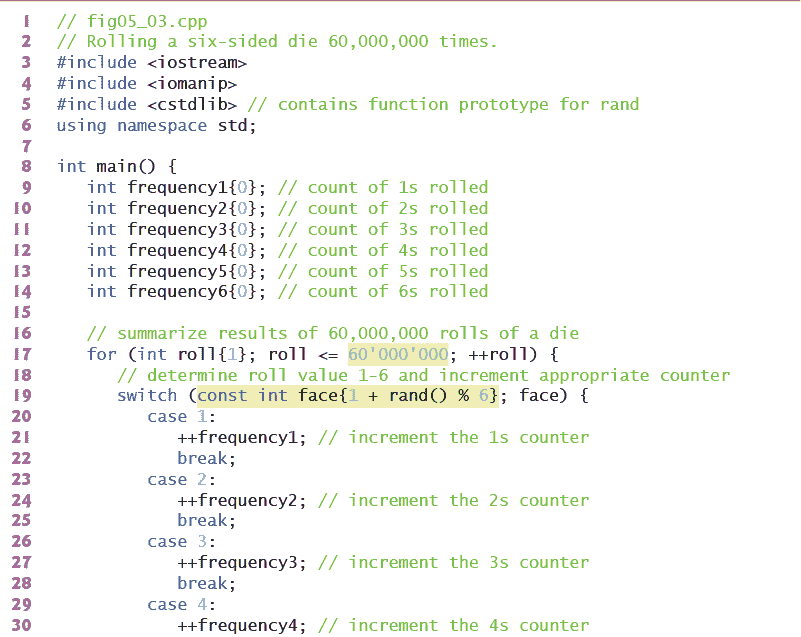 1 // fig05_03.cpp
2 // Rolling a six-sided die 60,000,000 times.
3 #include <iostream>
4 #include <iomanip>
5 #include <cstdlib> // contains function prototype for rand
6 using namespace std;
7
8 int main() {
9    int frequency1{0}; // count of 1s rolled
10    int frequency2{0}; // count of 2s rolled
11    int frequency3{0}; // count of 3s rolled
12    int frequency4{0}; // count of 4s rolled
13    int frequency5{0}; // count of 5s rolled
14    int frequency6{0}; // count of 6s rolled
15
16    // summarize results of 60,000,000 rolls of a die
17    for (int roll{1}; roll <= 60'000'000; ++roll) {
18       // determine roll value 1-6 and increment appropriate counter
19       switch (const int face{1 + rand() % 6}; face) {
20          case 1:
21             ++frequency1; // increment the 1s counter
22             break;
23          case 2:
24             ++frequency2; // increment the 2s counter
25             break;
26          case 3:
27             ++frequency3; // increment the 3s counter
28             break;
29          case 4:
30             ++frequency4; // increment the 4s counter